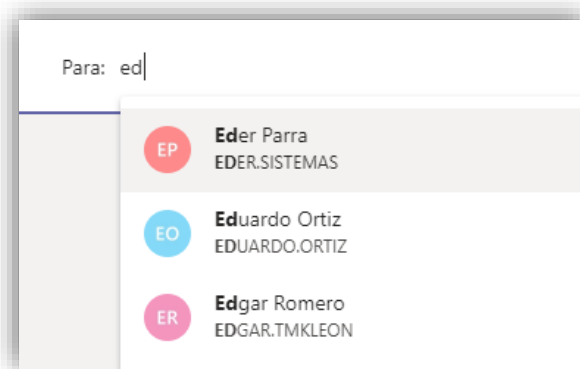 Para: ed
EP
Eder Parra
EDER.SISTEMAS
EO
Eduardo Ortiz
EDUARDO.ORTIZ
ER
Edgar Romero
EDGAR.TMKLEON